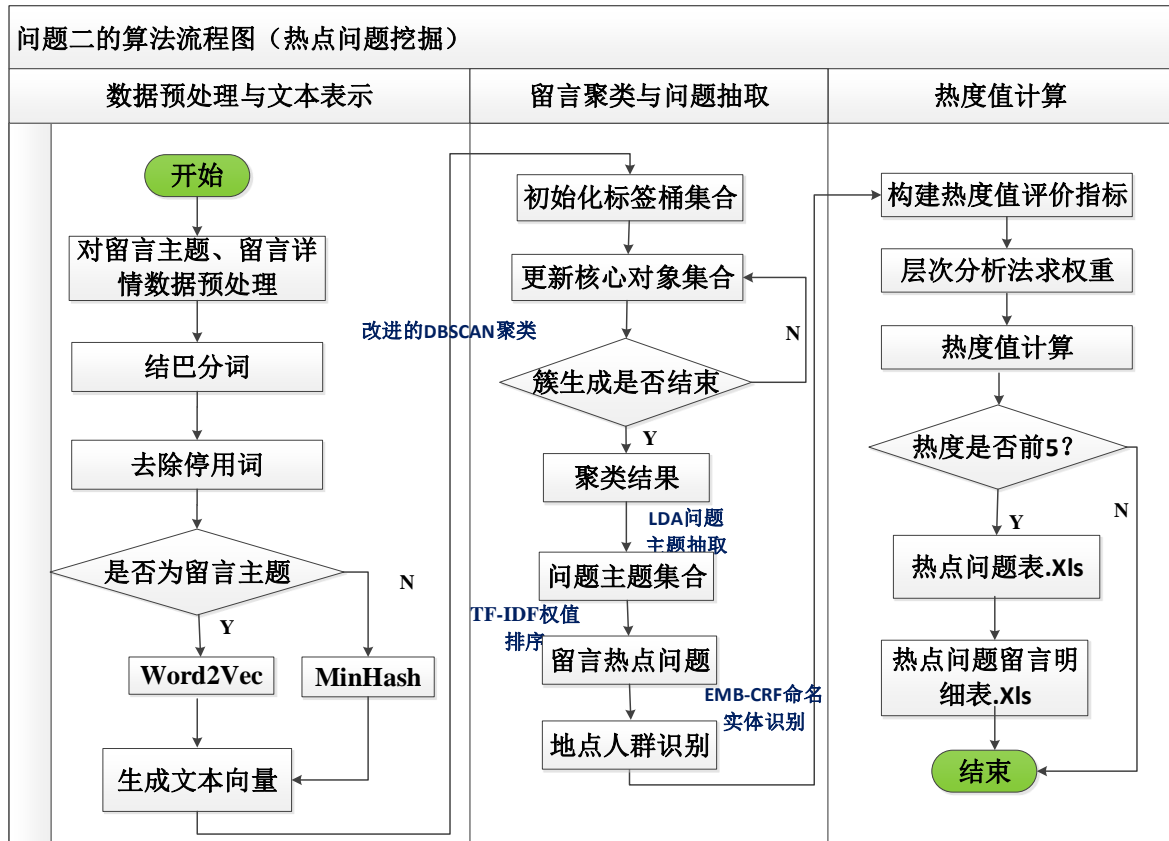 问题二的算法流程图（热点问题挖掘）
数据预处理与文本表示
开始
对留言主题、留言详
情数据预处理
结巴分词
去除停用词
是否为留言主题
Y
N
Word2Vec
MinHash
生成文本向量
留言聚类与问题抽取
初始化标签桶集合
更新核心对象集合
改进的DBSCAN聚类
N
簇生成是否结束
Y
聚类结果
LDA问题
主题抽取
问题主题集合
TF-IDF权值
排序
留言热点问题
EMB-CRF命名
实体识别
地点人群识别
热度值计算
构建热度值评价指标
层次分析法求权重
热度值计算
热度是否前5？
Y
N
热点问题表.Xls
热点问题留言明
细表.Xls
结束